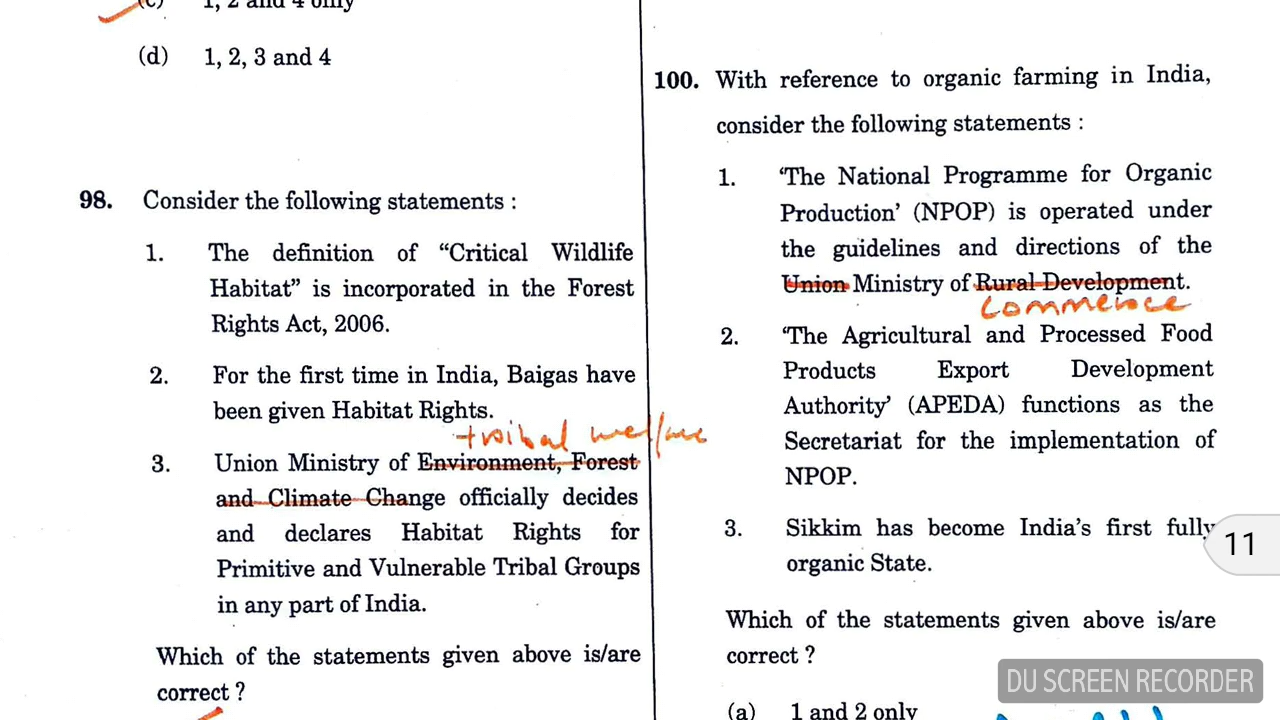 (c) 1, 2 and 4 only
(d) 1, 2, 3 and 4
98. Consider the following statements :
1. The definition of “Critical Wildlife
Habitat” is incorporated in the Forest
Rights Act, 2006.
2. For the first time in India, Baigas have
been given Habitat Rights.
tribal welfare
3. Union Ministry of Environment, Forest
and Climate Change officially decides
and declares Habitat Rights for
Primitive and Vulnerable Tribal Groups
in any part of India.
Which of the statements given above is/are
correct ?
100. With reference to organic farming in India,
consider the following statements :
1. ‘The National Programme for Organic
Production’ (NPOP) is operated under
the guidelines and directions of the
Union Ministry of Rural Development.
commerce
2. ‘The Agricultural and Processed Food
Products Export Development
Authority’ (APEDA) functions as the
Secretariat for the implementation of
NPOP.
3. Sikkim has become India’s first fully
organic State.
Which of the statements given above is/are
correct ?
(a) 1 and 2 only
11
DU SCREEN RECORDER